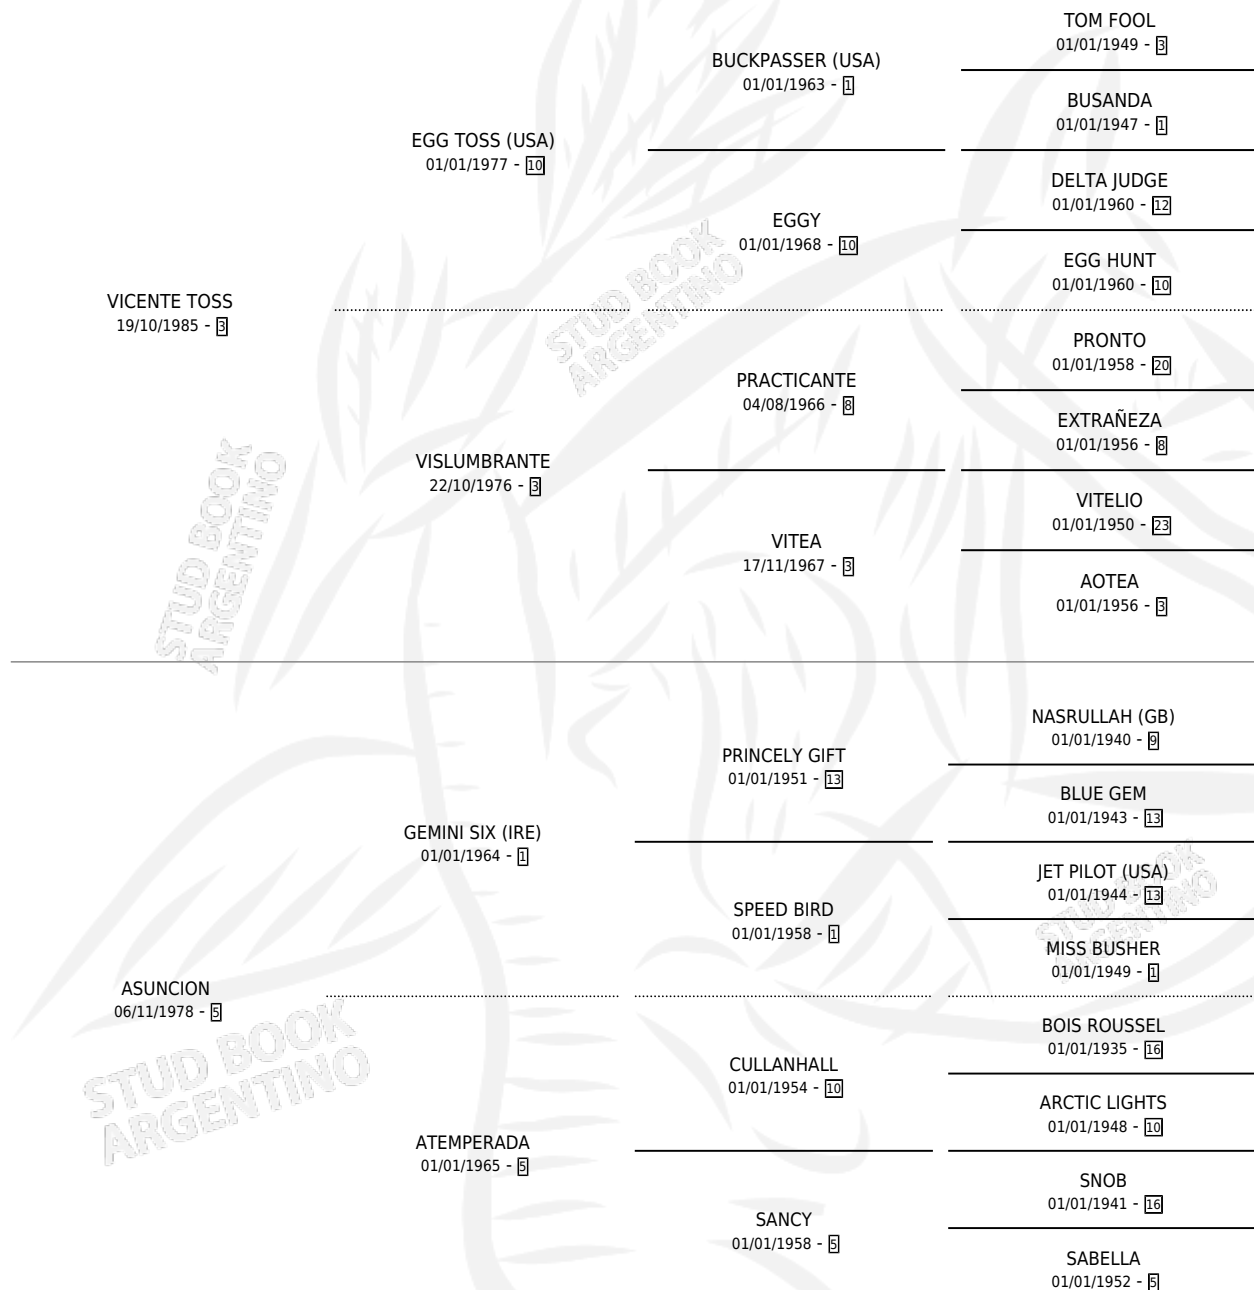 TOM FOOL
01/01/1949 - 3
BUCKPASSER (USA)
01/01/1963 - 1
BUSANDA
01/01/1947 - 1
EGG TOSS (USA)
01/01/1977 - 10
DELTA JUDGE
01/01/1960 - 12
EGGY
01/01/1968 - 10
EGG HUNT
01/01/1960 - 10
VICENTE TOSS
19/10/1985 - 3
PRONTO
01/01/1958 - 20
PRACTICANTE
04/08/1966 - 8
EXTRAÑEZA
01/01/1956 - 8
VISLUMBRANTE
22/10/1976 - 3
VITELIO
01/01/1950 - 23
VITEA
17/11/1967 - 3
AOTEA
01/01/1956 - 3
NASRULLAH (GB)
01/01/1940 - 9
PRINCELY GIFT
01/01/1951 - 13
BLUE GEM
01/01/1943 - 13
GEMINI SIX (IRE)
01/01/1964 - 1
JET PILOT (USA)
01/01/1944 - 13
SPEED BIRD
01/01/1958 - 1
MISS BUSHER
01/01/1949 - 1
ASUNCION
06/11/1978 - 5
BOIS ROUSSEL
01/01/1935 - 16
CULLANHALL
01/01/1954 - 10
ARCTIC LIGHTS
01/01/1948 - 10
ATEMPERADA
01/01/1965 - 5
SNOB
01/01/1941 - 16
SANCY
01/01/1958 - 5
SABELLA
01/01/1952 - 5
STUD BOOK
ARGENTINO
STUD BOOK
ARGENTINO
STUD BOOK
ARGENTINO
STUD BOOK
ARGENTINO